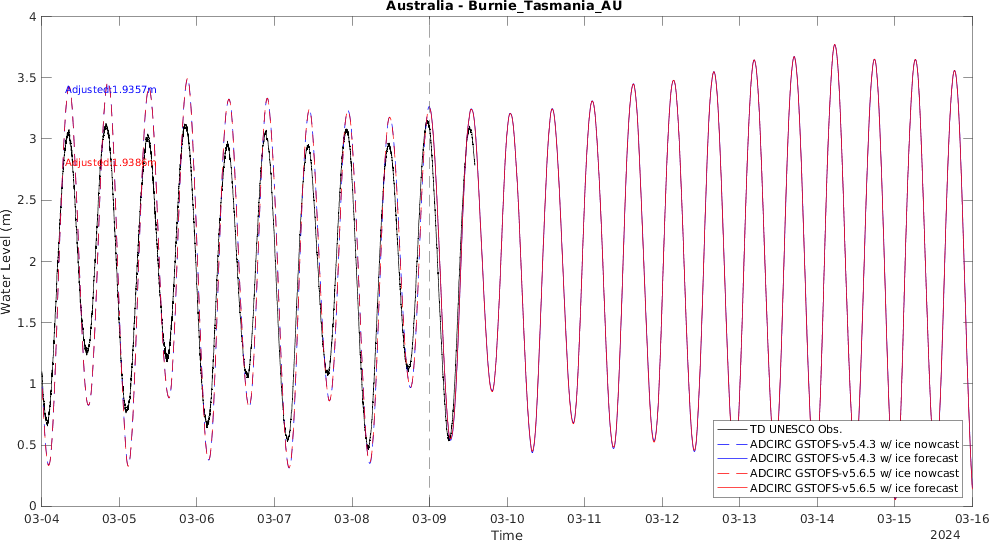 Australia - Burnie_Tasmania_AU
4
3.5
3
2.5
2
1.5
1
0.5
0
Water Level (m)
Adjusted:1.9357m
Adjusted:1.9386m
TD UNESCO Obs.
ADCIRC GSTOFS-v5.4.3 w/ ice nowcast
ADCIRC GSTOFS-v5.4.3 w/ ice forecast
ADCIRC GSTOFS-v5.6.5 w/ ice nowcast
ADCIRC GSTOFS-v5.6.5 w/ ice forecast
03-04 03-05 03-06 03-07 03-08 03-09 03-10 03-11 03-12 03-13 03-14 03-15 03-16
Time
2024